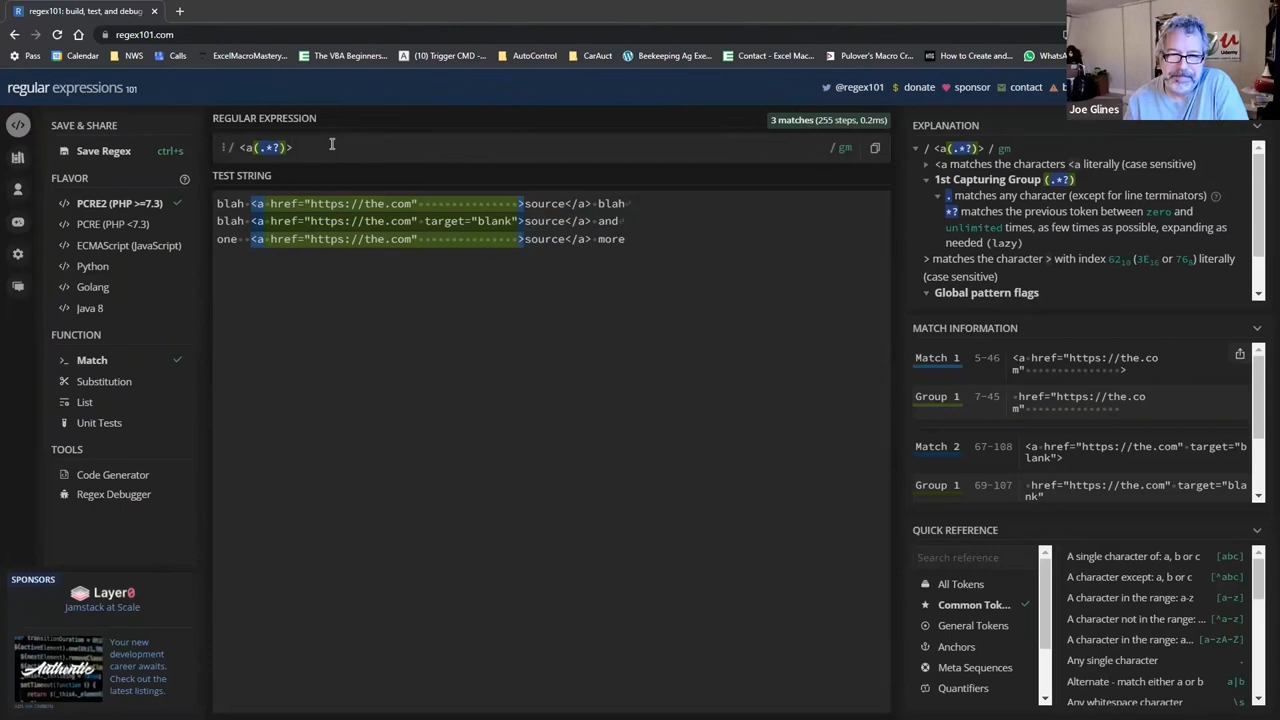 regex101: build, test, and debug
regex101.com
Pass
Calendar
NWS
Calls
ExcelMacroMastery...
The VBA Beginners...
(10) Trigger CMD -...
AutoControl
CarAuct
Beekeeping Ag Exe...
Contact - Excel Mac...
Pulover's Macro Cr...
How to Create and...
WhatsA
Joe Glines
regular expressions 101
@regex101
$ donate
sponsor
contact
SAVE & SHARE
Save Regex ctrl+s
FLAVOR
PCRE2 (PHP >=7.3)
PCRE (PHP <7.3)
ECMAScript (JavaScript)
Python
Golang
Java 8
FUNCTION
Match
Substitution
List
Unit Tests
TOOLS
Code Generator
Regex Debugger
SPONSORS
Layer0
Jamstack at Scale
Authentic
Your new
development
career awaits.
Check out the
latest listings.
REGULAR EXPRESSION
3 matches (255 steps, 0.2ms)
/ <a(.*?)> / gm
TEST STRING
blah·<a·href="https://the.com"···············>source</a>·blah
blah·<a·href="https://the.com"·target="blank">source</a>·and
one··<a·href="https://the.com"···············>source</a>·more
EXPLANATION
/ <a(.*?)> / gm
<a matches the characters <a literally (case sensitive)
1st Capturing Group (.*?)
. matches any character (except for line terminators)
*? matches the previous token between zero and
unlimited times, as few times as possible, expanding as
needed (lazy)
> matches the character > with index 62₁₀ (3E₁₆ or 76₈) literally
(case sensitive)
Global pattern flags
MATCH INFORMATION
Match 1 5-46 <a·href="https://the.co
m"···············>
Group 1 7-45 ·href="https://the.co
m"···············
Match 2 67-108 <a·href="https://the.com"·target="b
lank">
Group 1 69-107 ·href="https://the.com"·target="bla
nk"
QUICK REFERENCE
Search reference
All Tokens
Common Tok...
General Tokens
Anchors
Meta Sequences
Quantifiers
A single character of: a, b or c [abc]
A character except: a, b or c [^abc]
A character in the range: a-z [a-z]
A character not in the range: ... [^a-z]
A character in the range: a... [a-zA-Z]
Any single character .
Alternate - match either a or b a|b
Any whitespace character \s